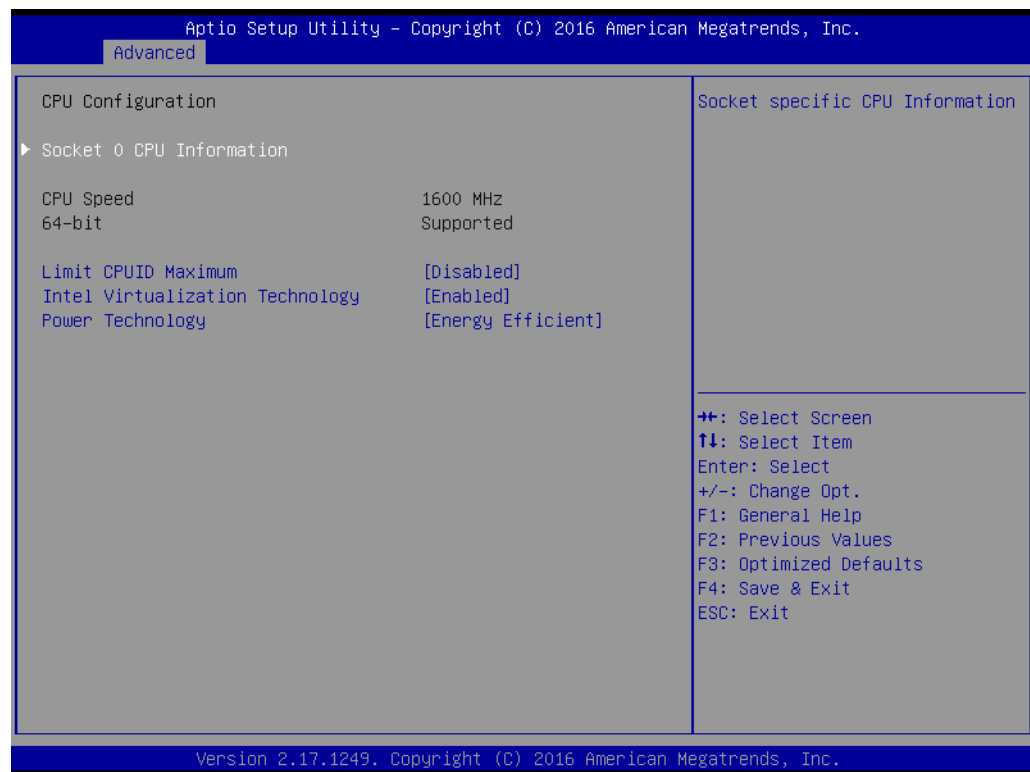 Aptio Setup Utility – Copyright (C) 2016 American Megatrends, Inc.
Advanced
CPU Configuration
Socket specific CPU Information
▶ Socket 0 CPU Information
CPU Speed 1600 MHz
64-bit Supported
Limit CPUID Maximum [Disabled]
Intel Virtualization Technology [Enabled]
Power Technology [Energy Efficient]
→←: Select Screen
↑↓: Select Item
Enter: Select
+/-: Change Opt.
F1: General Help
F2: Previous Values
F3: Optimized Defaults
F4: Save & Exit
ESC: Exit
Version 2.17.1249. Copyright (C) 2016 American Megatrends, Inc.